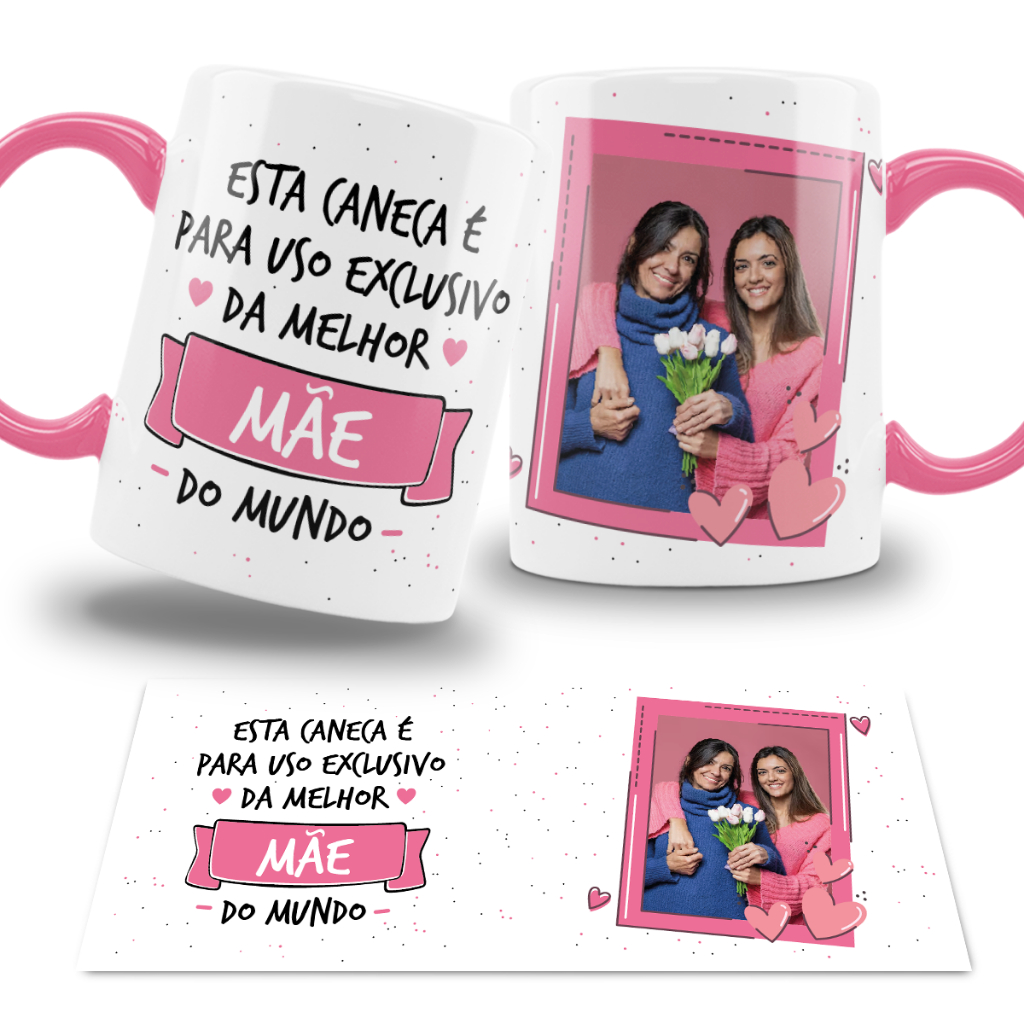 ESTA CANECA É
PARA USO EXCLUSIVO
DA MELHOR
MÃE
DO MUNDO
ESTA CANECA É
PARA USO EXCLUSIVO
DA MELHOR
MÃE
DO MUNDO